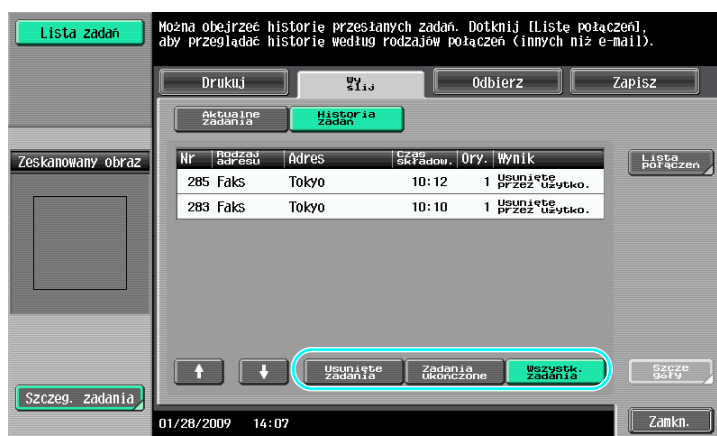 Lista zadań
Można obejrzeć historię przesłanych zadań. Dotknij [Listę połączeń],
aby przeglądać historię według rodzajów połączeń (innych niż e-mail).
Drukuj
Wy
ślij
Odbierz
Zapisz
Aktualne
zadania
Historia
zadań
Zeskanowany obraz
Nr Rodzaj
adresu Adres Czas
składow. Ory. Wynik
285 Faks Tokyo 10:12 1 Usunięte
przez użytko.
283 Faks Tokyo 10:10 1 Usunięte
przez użytko.
Lista
połączeń
Usunięte
zadania
Zadania
ukończone
Wszystk.
zadania
Szcze
góły
Szczeg. zadania
01/28/2009 14:07
Zamkn.